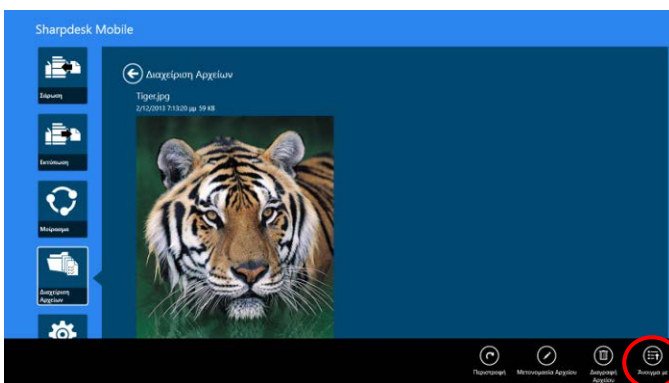 Sharpdesk Mobile
Σάρωση
Εκτύπωση
Μοίρασμα
Διαχείριση
Αρχείων
Διαχείριση Αρχείων
Tiger.jpg
2/12/2013 7:13:20 μμ 59 KB
Περιστροφή
Μετονομασία Αρχείου
Διαγραφή
Αρχείου
Άνοιγμα με